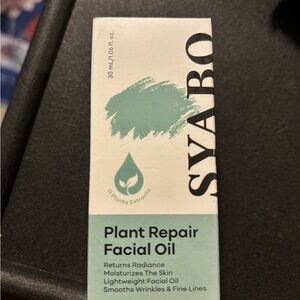 30 mL/1.06 fl. oz.
SYABO
17 Plants Extracts
Plant Repair
Facial Oil
Returns Radiance
Moisturizes The Skin
Lightweight Facial Oil
Smooths Wrinkles & Fine Lines